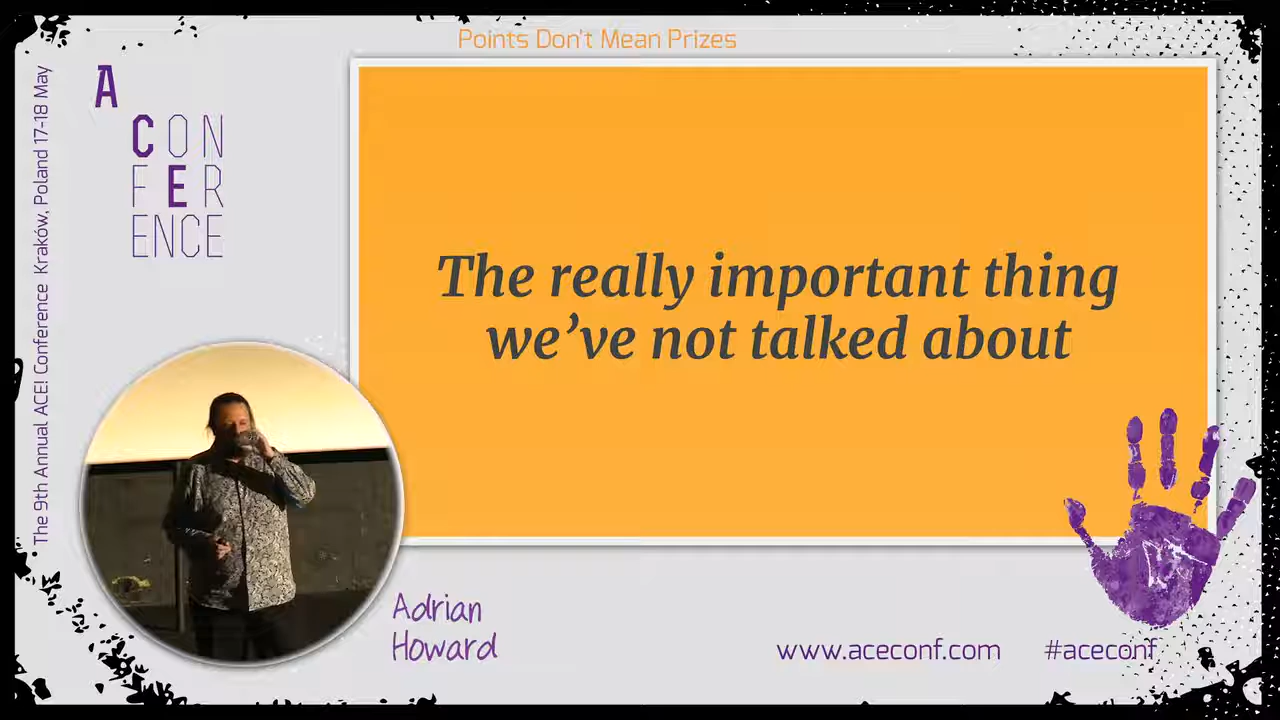 Points Don't Mean Prizes
The 9th Annual ACE! Conference Kraków, Poland 17-18 May
A
CON
FER
ENCE
The really important thing
we’ve not talked about
Adrian
Howard
www.aceconf.com
#aceconf